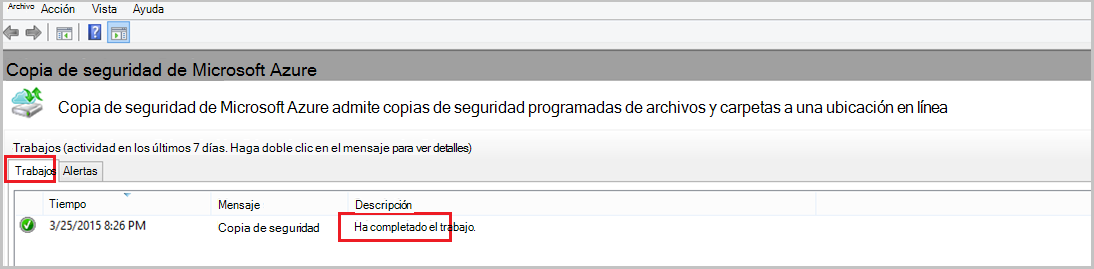 Archivo Acción Vista Ayuda
Copia de seguridad de Microsoft Azure
Copia de seguridad de Microsoft Azure admite copias de seguridad programadas de archivos y carpetas a una ubicación en línea
Trabajos (actividad en los últimos 7 días. Haga doble clic en el mensaje para ver detalles)
Trabajos Alertas
Tiempo Mensaje Descripción
3/25/2015 8:26 PM Copia de seguridad Ha completado el trabajo.